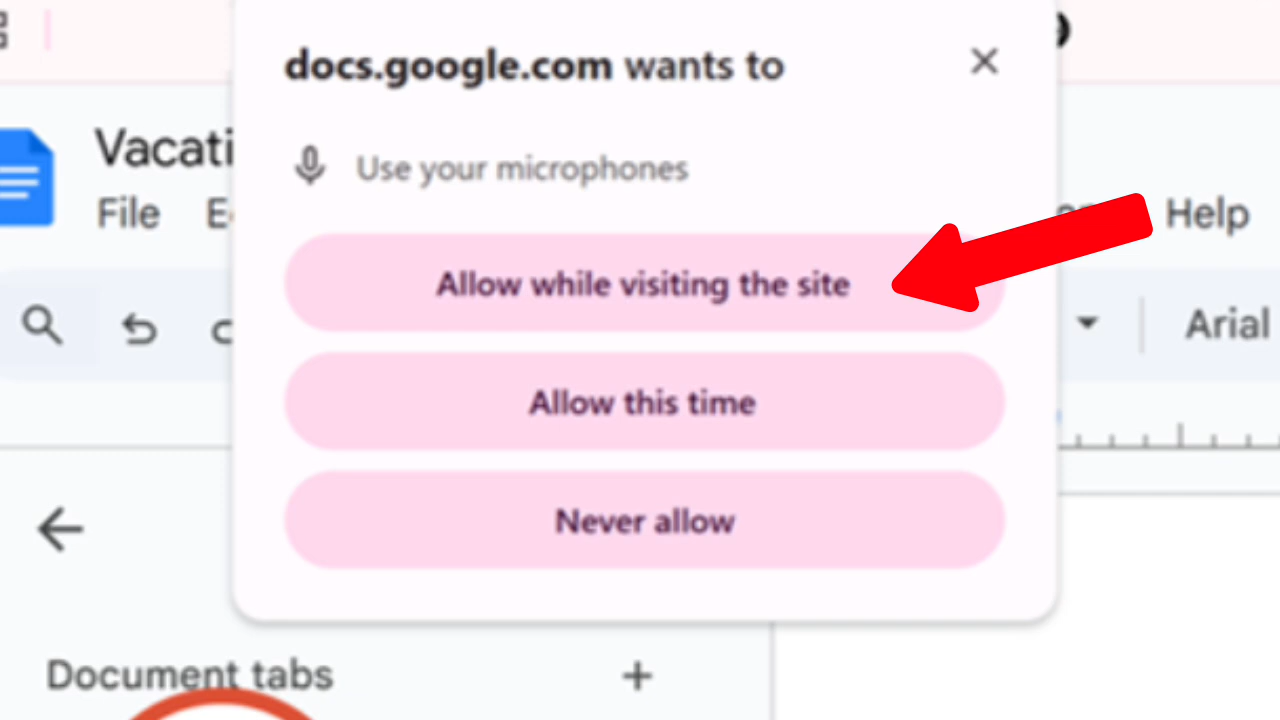 docs.google.com wants to
Vacati
Use your microphones
File
Help
Allow while visiting the site
Arial
Allow this time
Never allow
Document tabs